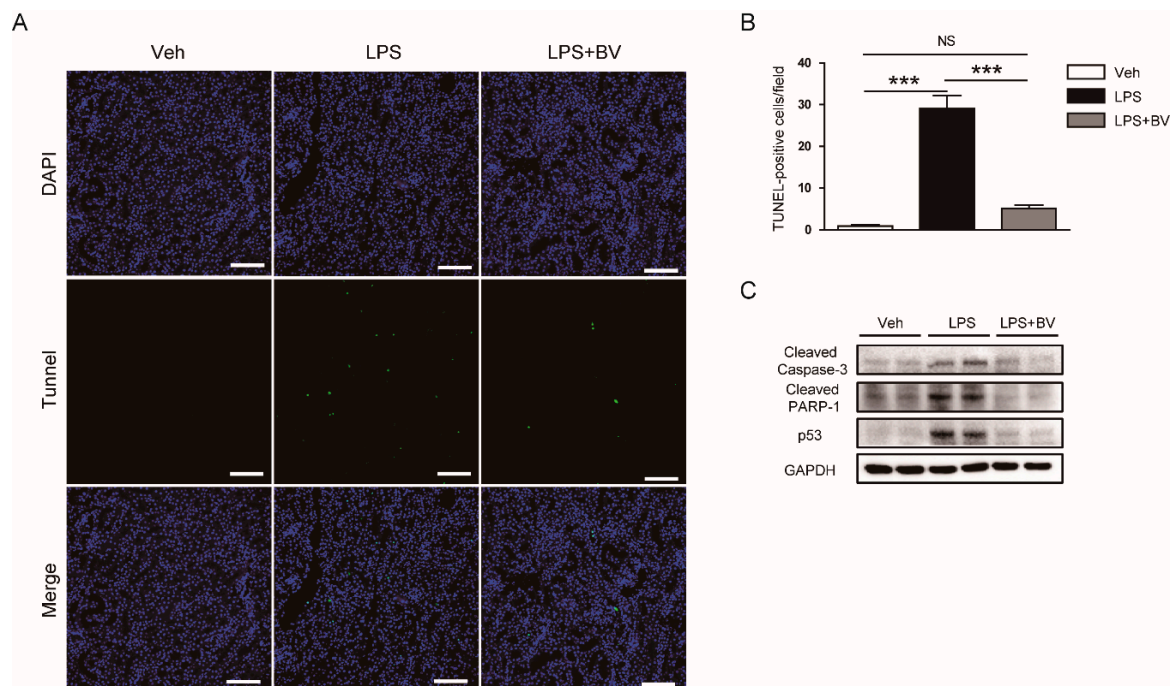 A
Veh LPS LPS+BV
DAPI
Tunnel
Merge
B
NS
*** ***
40
30
20
10
0
TUNEL-positive cells/field
Veh
LPS
LPS+BV
C
Veh LPS LPS+BV
Cleaved
Caspase-3
Cleaved
PARP-1
p53
GAPDH